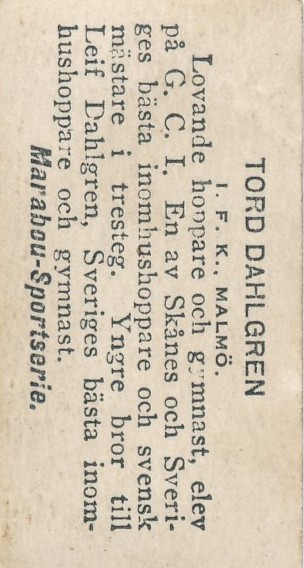 TORD DAHLGREN
I. F. K., MALMÖ.
Lovande hoppare och gymnast, elev
på G. C. I. En av Skånes och Sveri-
ges bästa inomhushoppare och svensk
mästare i tresteg. Yngre bror till
Leif Dahlgren, Sveriges bästa inom-
hushoppare och gymnast.
Marabou-Sportserie.